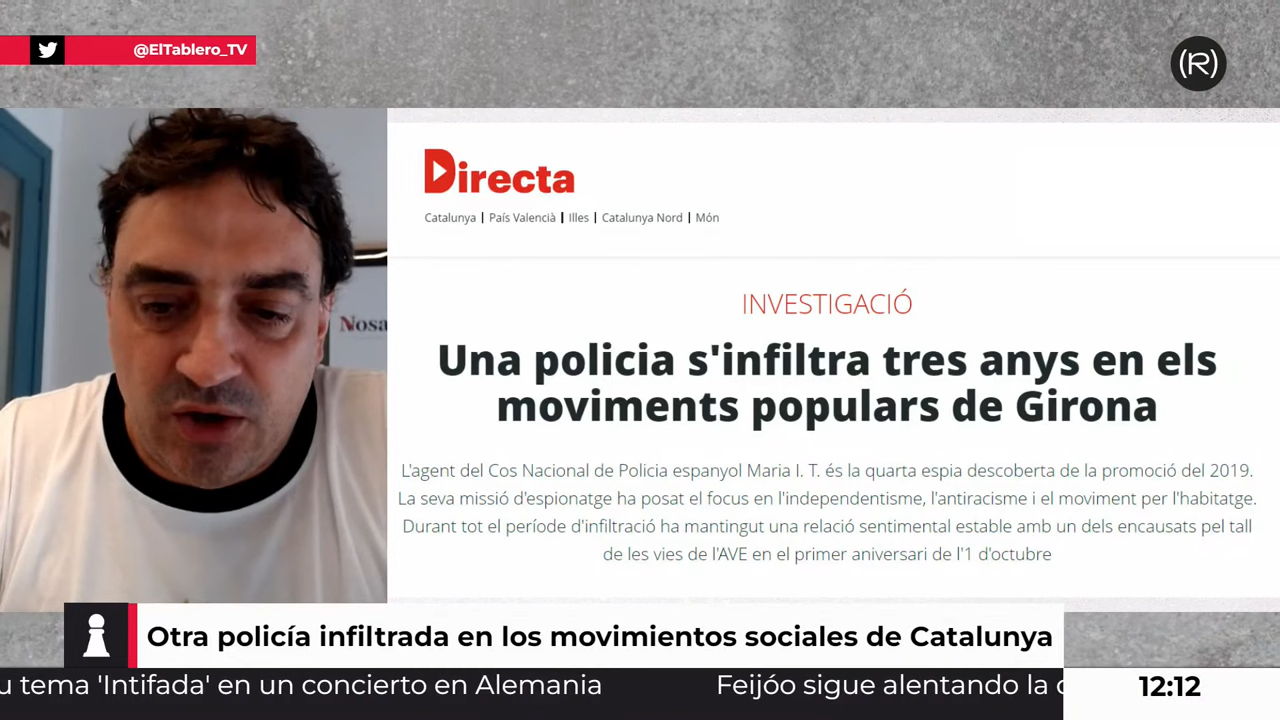 @ElTablero_TV
(R)
Directa
Catalunya | País Valencià | Illes | Catalunya Nord | Món
INVESTIGACIÓ
Una policia s'infiltra tres anys en els
moviments populars de Girona
L'agent del Cos Nacional de Policia espanyol Maria I. T. és la quarta espia descoberta de la promoció del 2019.
La seva missió d'espionatge ha posat el focus en l'independentisme, l'antiracisme i el moviment per l'habitatge.
Durant tot el període d'infiltració ha mantingut una relació sentimental estable amb un dels encausats pel tall
de les vies de l'AVE en el primer aniversari de l'1 d'octubre
Nosa
Otra policía infiltrada en los movimientos sociales de Catalunya
u tema 'Intifada' en un concierto en Alemania Feijóo sigue alentando la
12:12